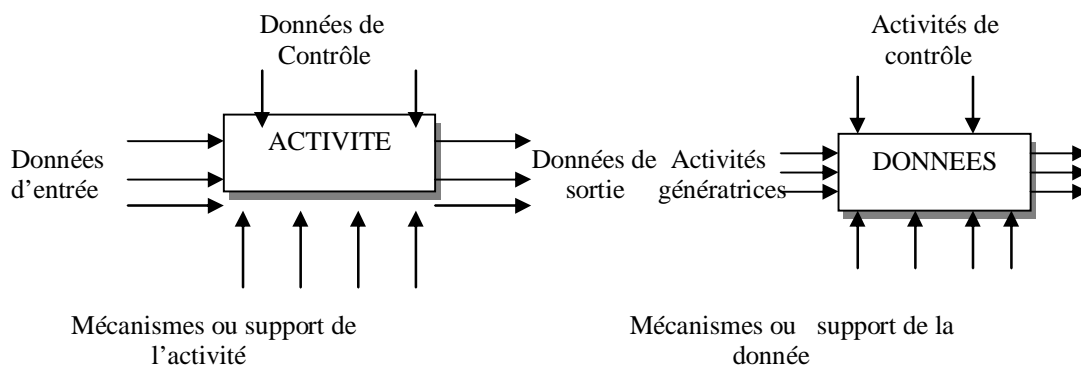 Données de
Contrôle
ACTIVITE
Données
d’entrée
Données de
sortie
Mécanismes ou support de
l’activité
Activités de
contrôle
Activités
génératrices
DONNEES
Mécanismes ou support de la
donnée